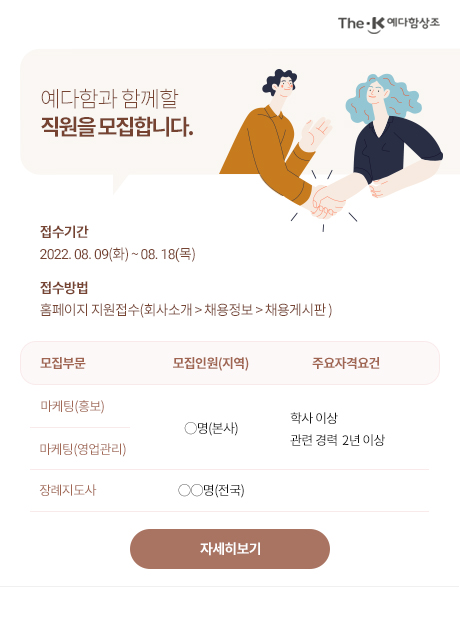 The·K예다함상조
예다함과 함께할
직원을 모집합니다.
접수기간
2022. 08. 09(화) ~ 08. 18(목)
접수방법
홈페이지 지원접수(회사소개 > 채용정보 > 채용게시판 )
모집부문 모집인원(지역) 주요자격요건
마케팅(홍보)
마케팅(영업관리)
○명(본사)
학사 이상
관련 경력 2년 이상
장례지도사 ○○명(전국)
자세히보기